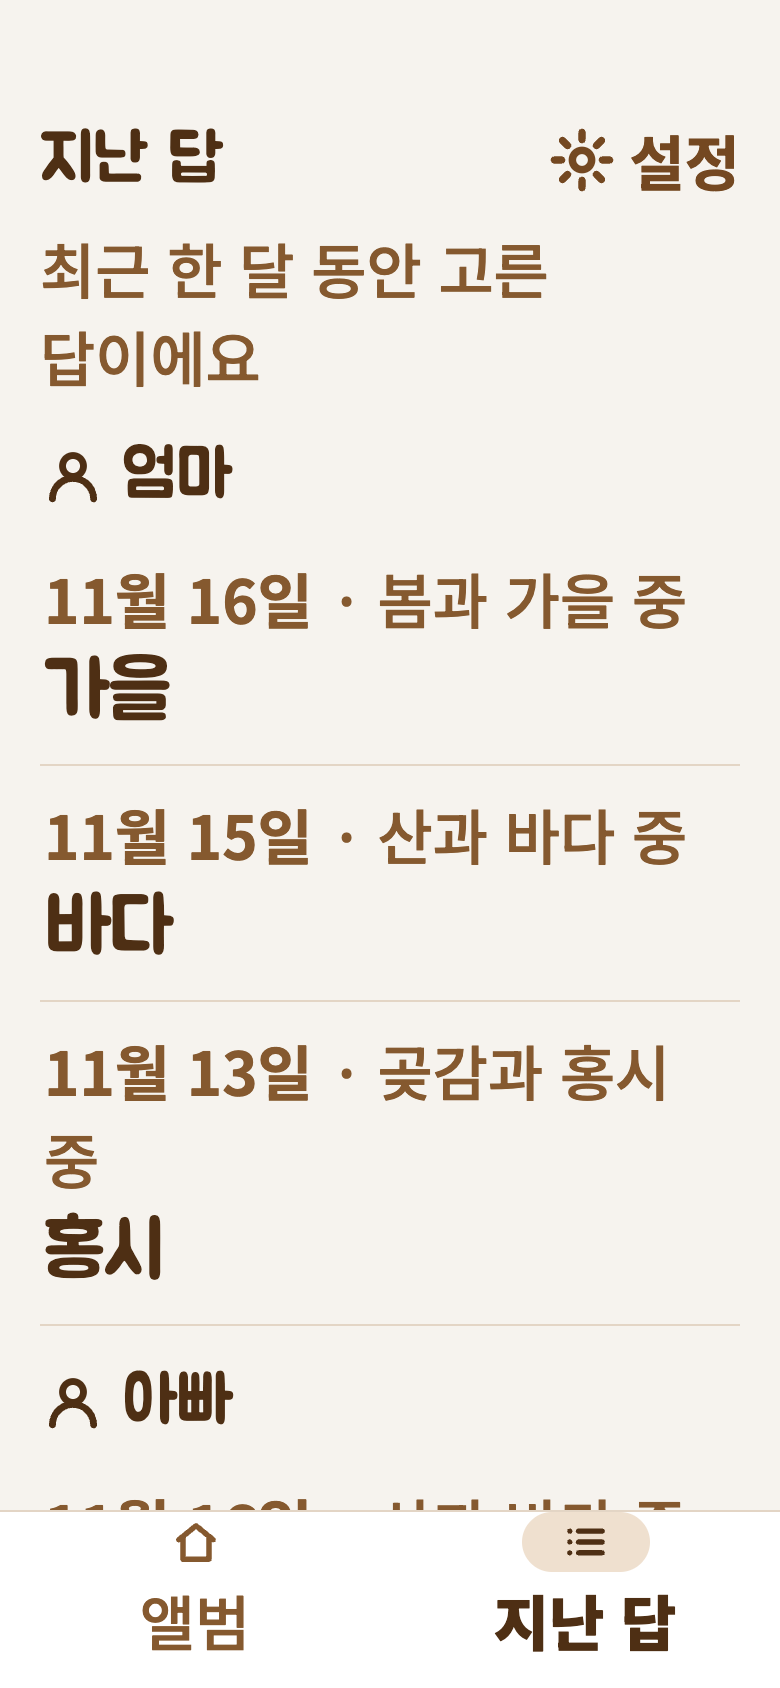 지난 답
설정
최근 한 달 동안 고른
답이에요
엄마
11월 16일 · 봄과 가을 중
가을
11월 15일 · 산과 바다 중
바다
11월 13일 · 곶감과 홍시
중
홍시
아빠
앨범
지난 답